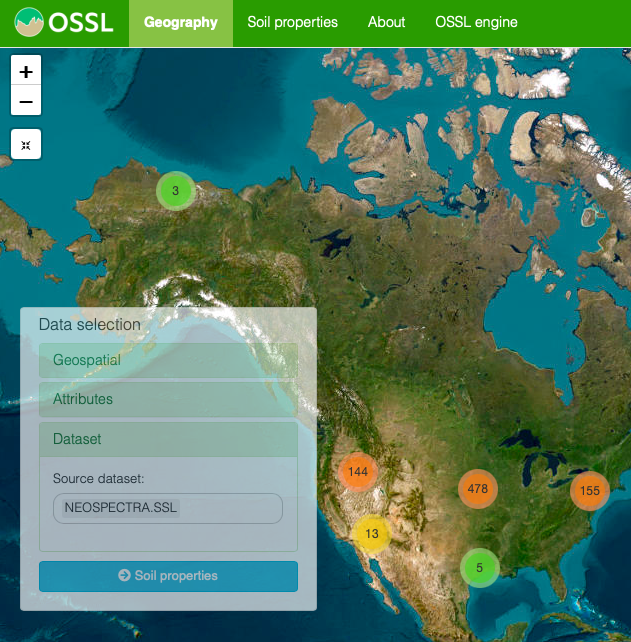 OSSL
Geography
Soil properties
About
OSSL engine
+
−
3
Data selection
Geospatial
Attributes
Dataset
Source dataset:
NEOSPECTRA.SSL
Soil properties
144
478
155
13
5